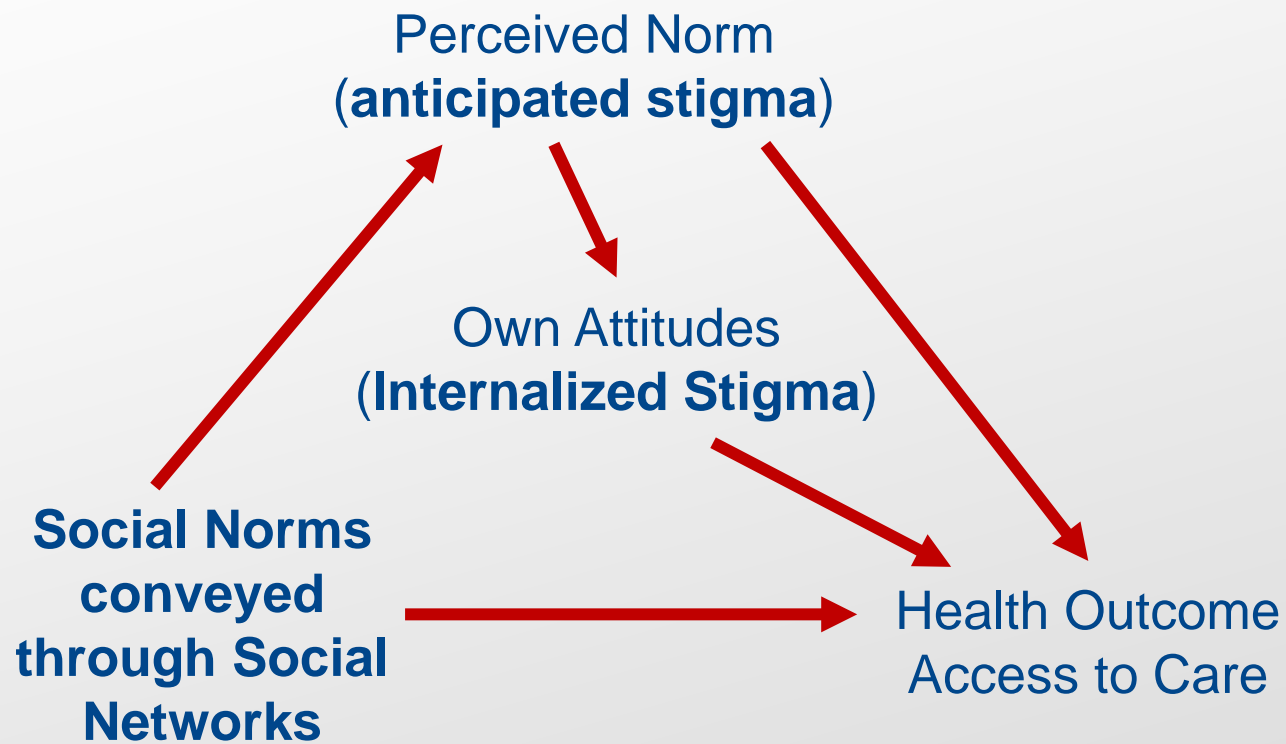 Perceived Norm
(anticipated stigma)
Own Attitudes
(Internalized Stigma)
Social Norms
conveyed
through Social
Networks
Health Outcome
Access to Care